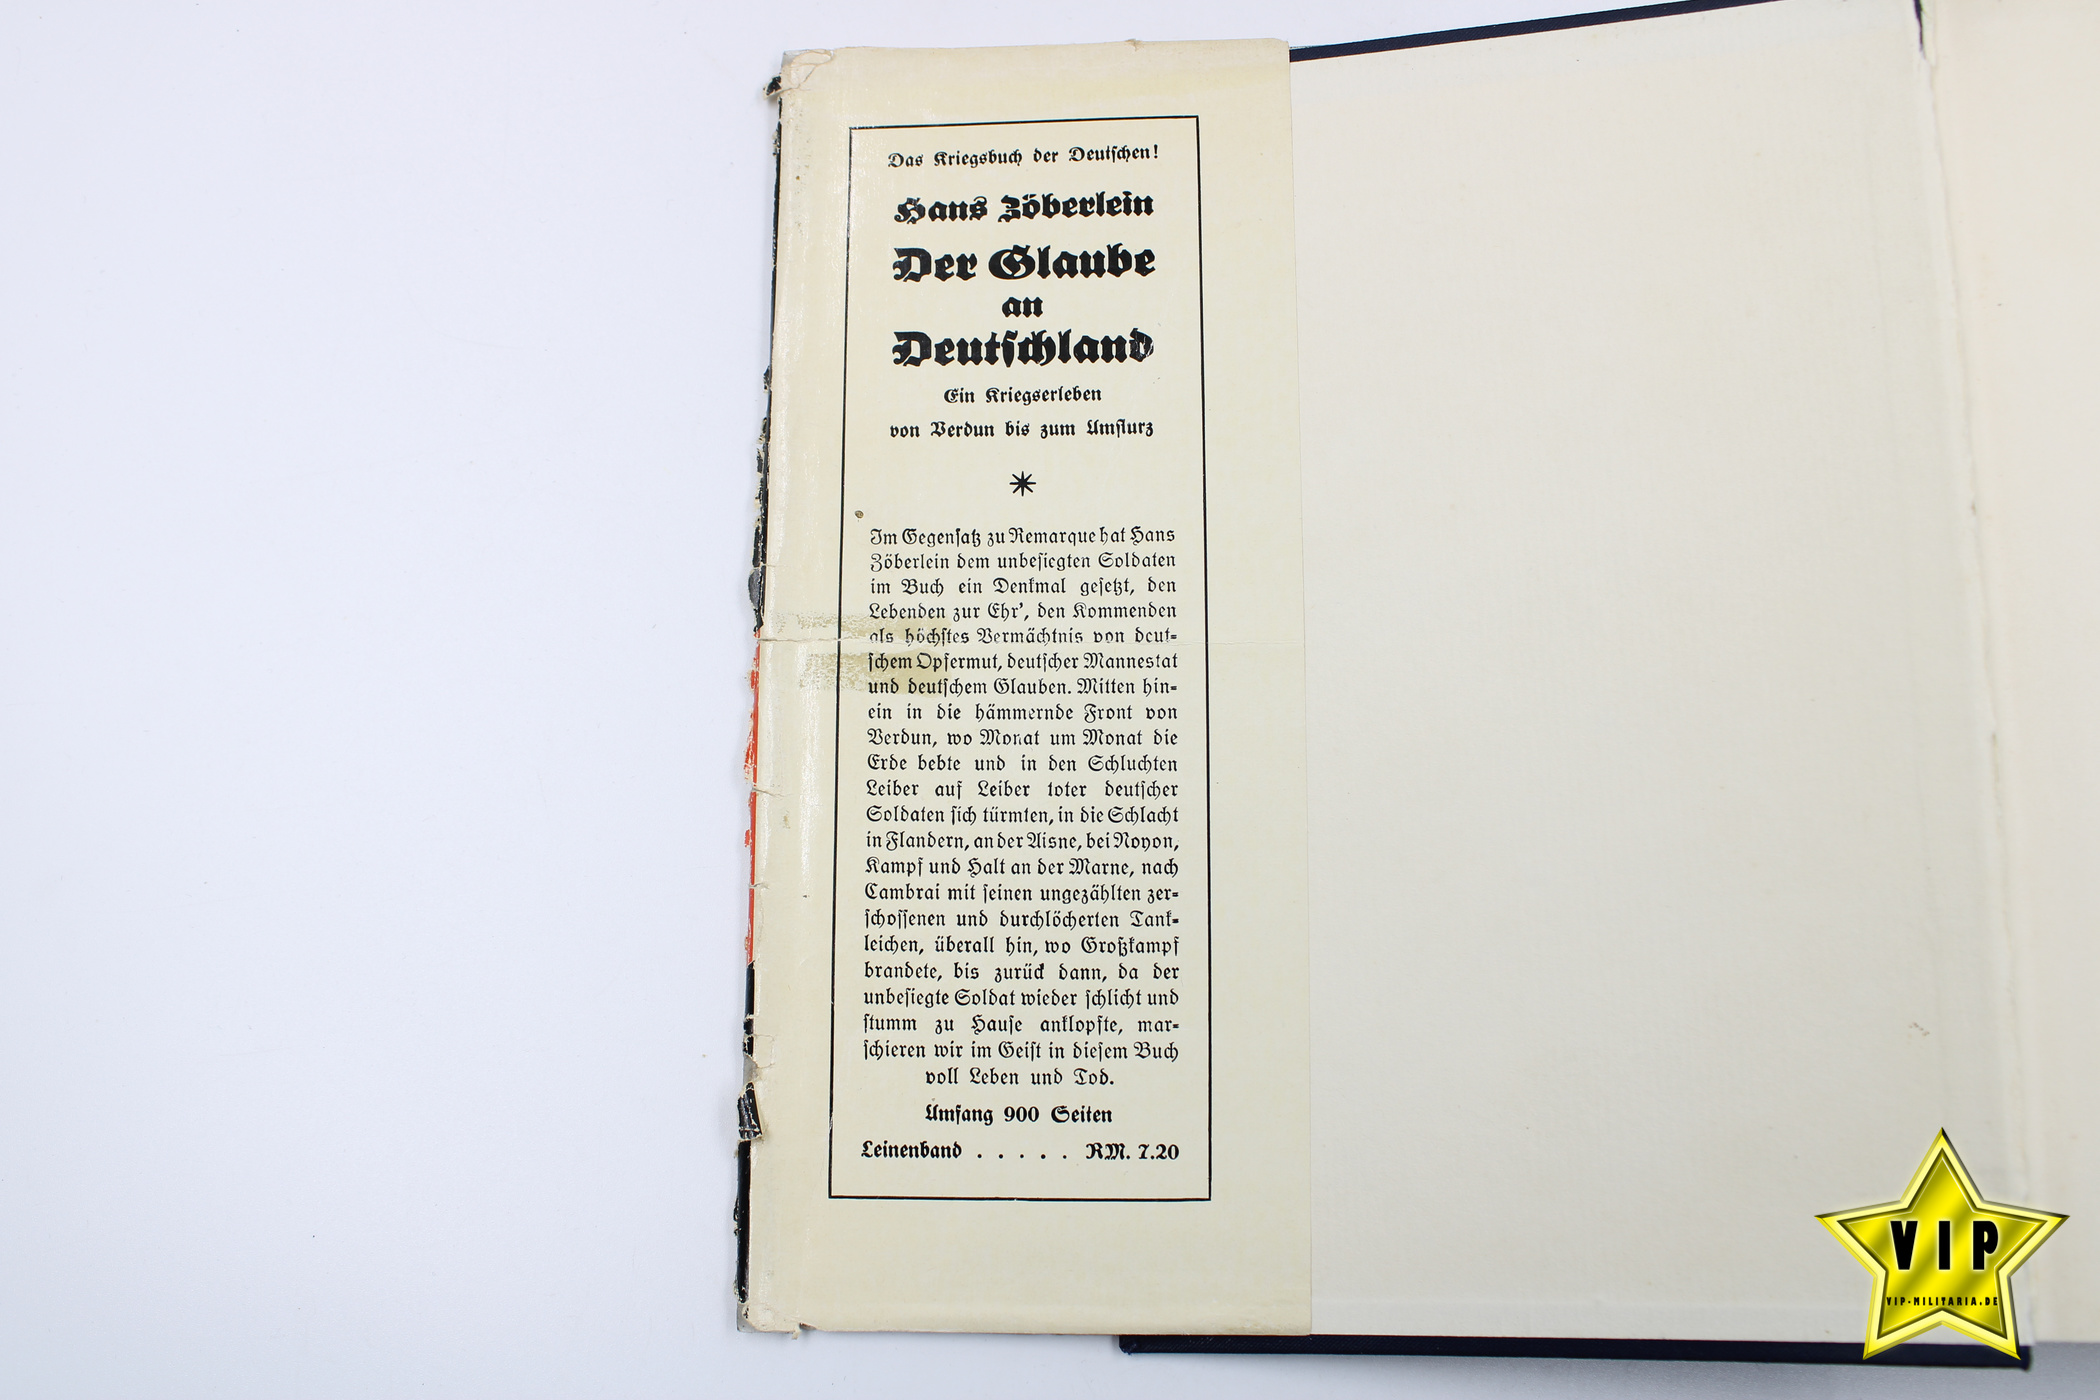 Das Kriegsbuch der Deutschen!
Hans Zöberlein
Der Glaube
an
Deutschland
Ein Kriegserleben
von Verdun bis zum Umsturz
Im Gegensatz zu Remarque hat Hans
Zöberlein dem unbesiegten Soldaten
im Buch ein Denkmal gesetzt, den
Lebenden zur Ehr', den Kommenden
als höchstes Vermächtnis von deut-
schem Opfermut, deutscher Mannestat
und deutschem Glauben. Mitten hin-
ein in die hämmernde Front von
Verdun, wo Monat um Monat die
Erde bebte und in den Schluchten
Leiber auf Leiber toter deutscher
Soldaten sich türmten, in die Schlacht
in Flandern, an der Aisne, bei Noyon,
Kampf und Halt an der Marne, nach
Cambrai mit seinen ungezählten zer-
schossenen und durchlöcherten Tank-
leichen, überall hin, wo Großkampf
brandete, bis zurück dann, da der
unbesiegte Soldat wieder schlicht und
stumm zu Hause anklopfte, mar-
schieren wir im Geist in diesem Buch
voll Leben und Tod.
Umfang 900 Seiten
Leinenband . . . . . RM. 7.20
VIP
VIP-MILITARIA.DE